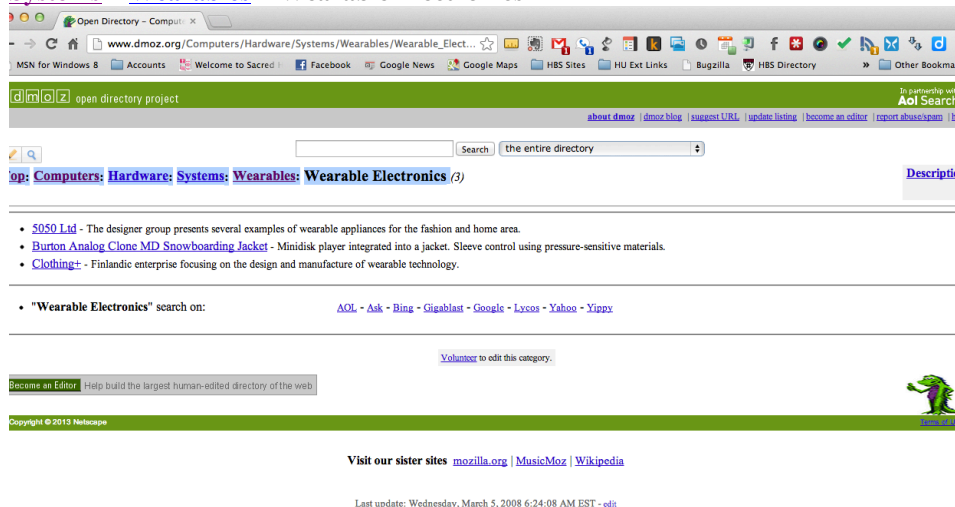 Open Directory – Compute ×
www.dmoz.org/Computers/Hardware/Systems/Wearables/Wearable_Elect...
MSN for Windows 8 Accounts Welcome to Sacred H Facebook Google News Google Maps HBS Sites HU Ext Links Bugzilla HBS Directory » Other Bookma
dmoz open directory project
In partnership wit
Aol Search
about dmoz | dmoz blog | suggest URL | update listing | become an editor | report abuse/spam | h
Search the entire directory
Top: Computers: Hardware: Systems: Wearables: Wearable Electronics (3)
Descriptio
• 5050 Ltd - The designer group presents several examples of wearable appliances for the fashion and home area.
• Burton Analog Clone MD Snowboarding Jacket - Minidisk player integrated into a jacket. Sleeve control using pressure-sensitive materials.
• Clothing+ - Finlandic enterprise focusing on the design and manufacture of wearable technology.
• "Wearable Electronics" search on: AOL - Ask - Bing - Gigablast - Google - Lycos - Yahoo - Yippy
Volunteer to edit this category.
Become an Editor Help build the largest human-edited directory of the web
Copyright © 2013 Netscape
Terms of U
Visit our sister sites mozilla.org | MusicMoz | Wikipedia
Last update: Wednesday, March 5, 2008 6:24:08 AM EST - edit